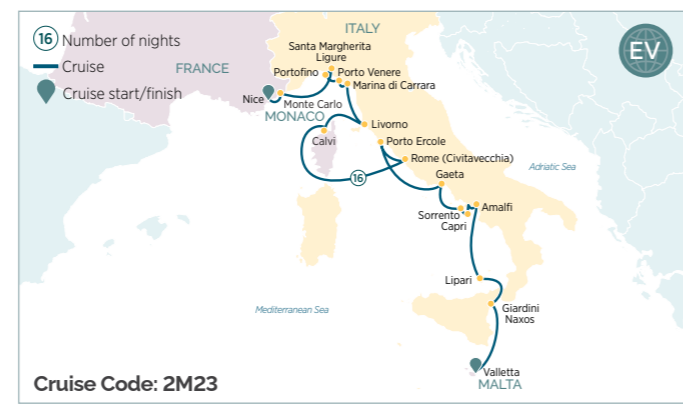 16 Number of nights
Cruise
Cruise start/finish
ITALY
EV
FRANCE
Santa Margherita
Ligure
Portofino
Porto Venere
Marina di Carrara
Nice
Monte Carlo
MONACO
Livorno
Calvi
Porto Ercole
Rome (Civitavecchia)
Adriatic Sea
16
Gaeta
Amalfi
Sorrento
Capri
Lipari
Mediterranean Sea
Giardini
Naxos
Valletta
MALTA
Cruise Code: 2M23